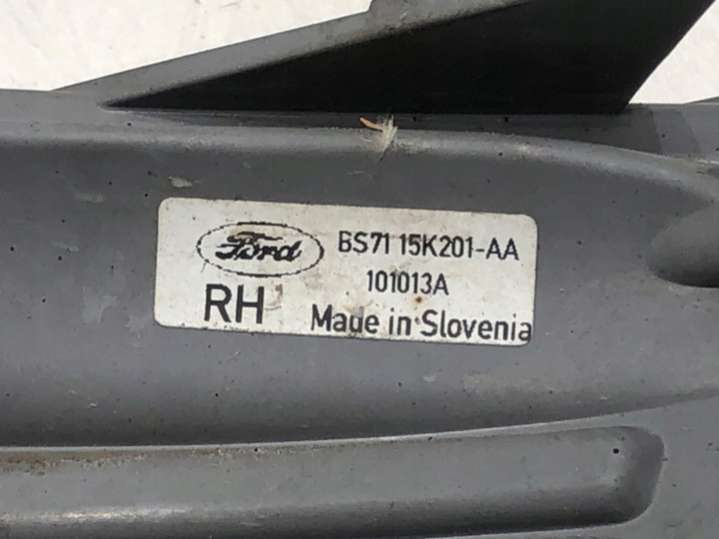 Ford
BS71 15K201-AA
101013A
RH
Made in Slovenia